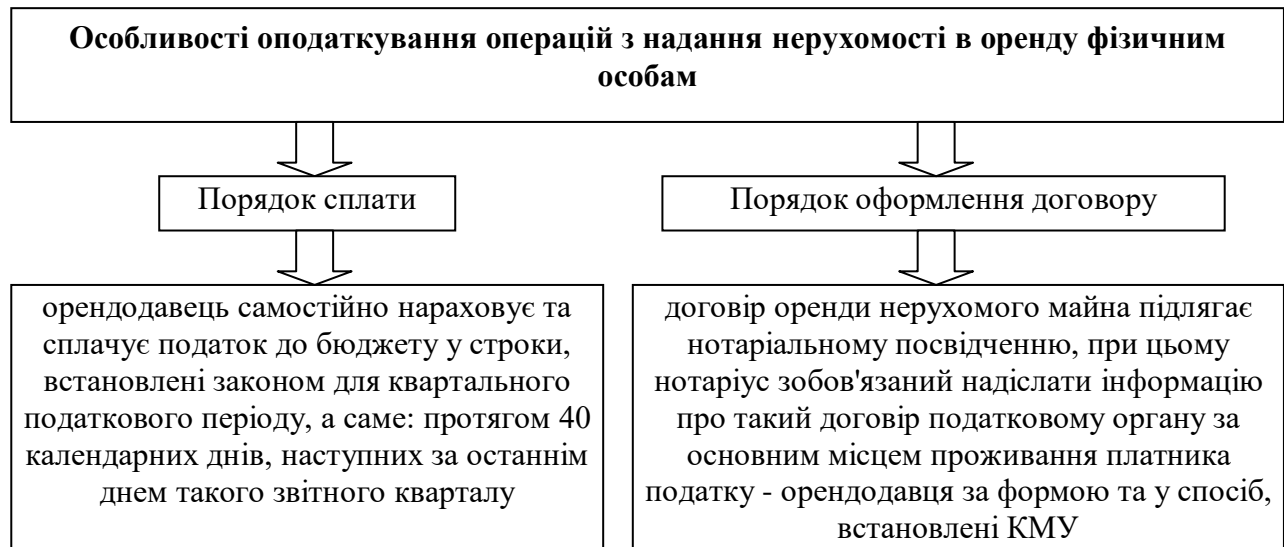 Особливості оподаткування операцій з надання нерухомості в оренду фізичним
особам
Порядок сплати
Порядок оформлення договору
орендодавець самостійно нараховує та
сплачує податок до бюджету у строки,
встановлені законом для квартального
податкового періоду, а саме: протягом 40
календарних днів, наступних за останнім
днем такого звітного кварталу
договір оренди нерухомого майна підлягає
нотаріальному посвідченню, при цьому
нотаріус зобов'язаний надіслати інформацію
про такий договір податковому органу за
основним місцем проживання платника
податку - орендодавця за формою та у спосіб,
встановлені КМУ